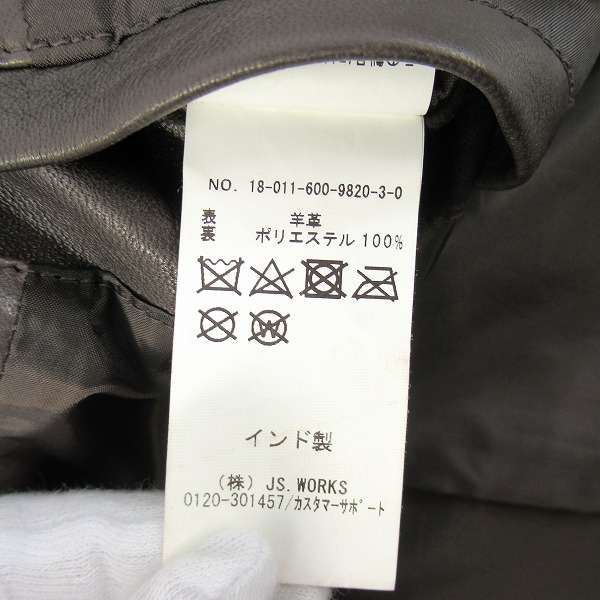 NO. 18-011-600-9820-3-0
表 羊革
裏 ポリエステル 100%
W
インド製
(株) JS. WORKS
0120-301457/カスタマーサポート